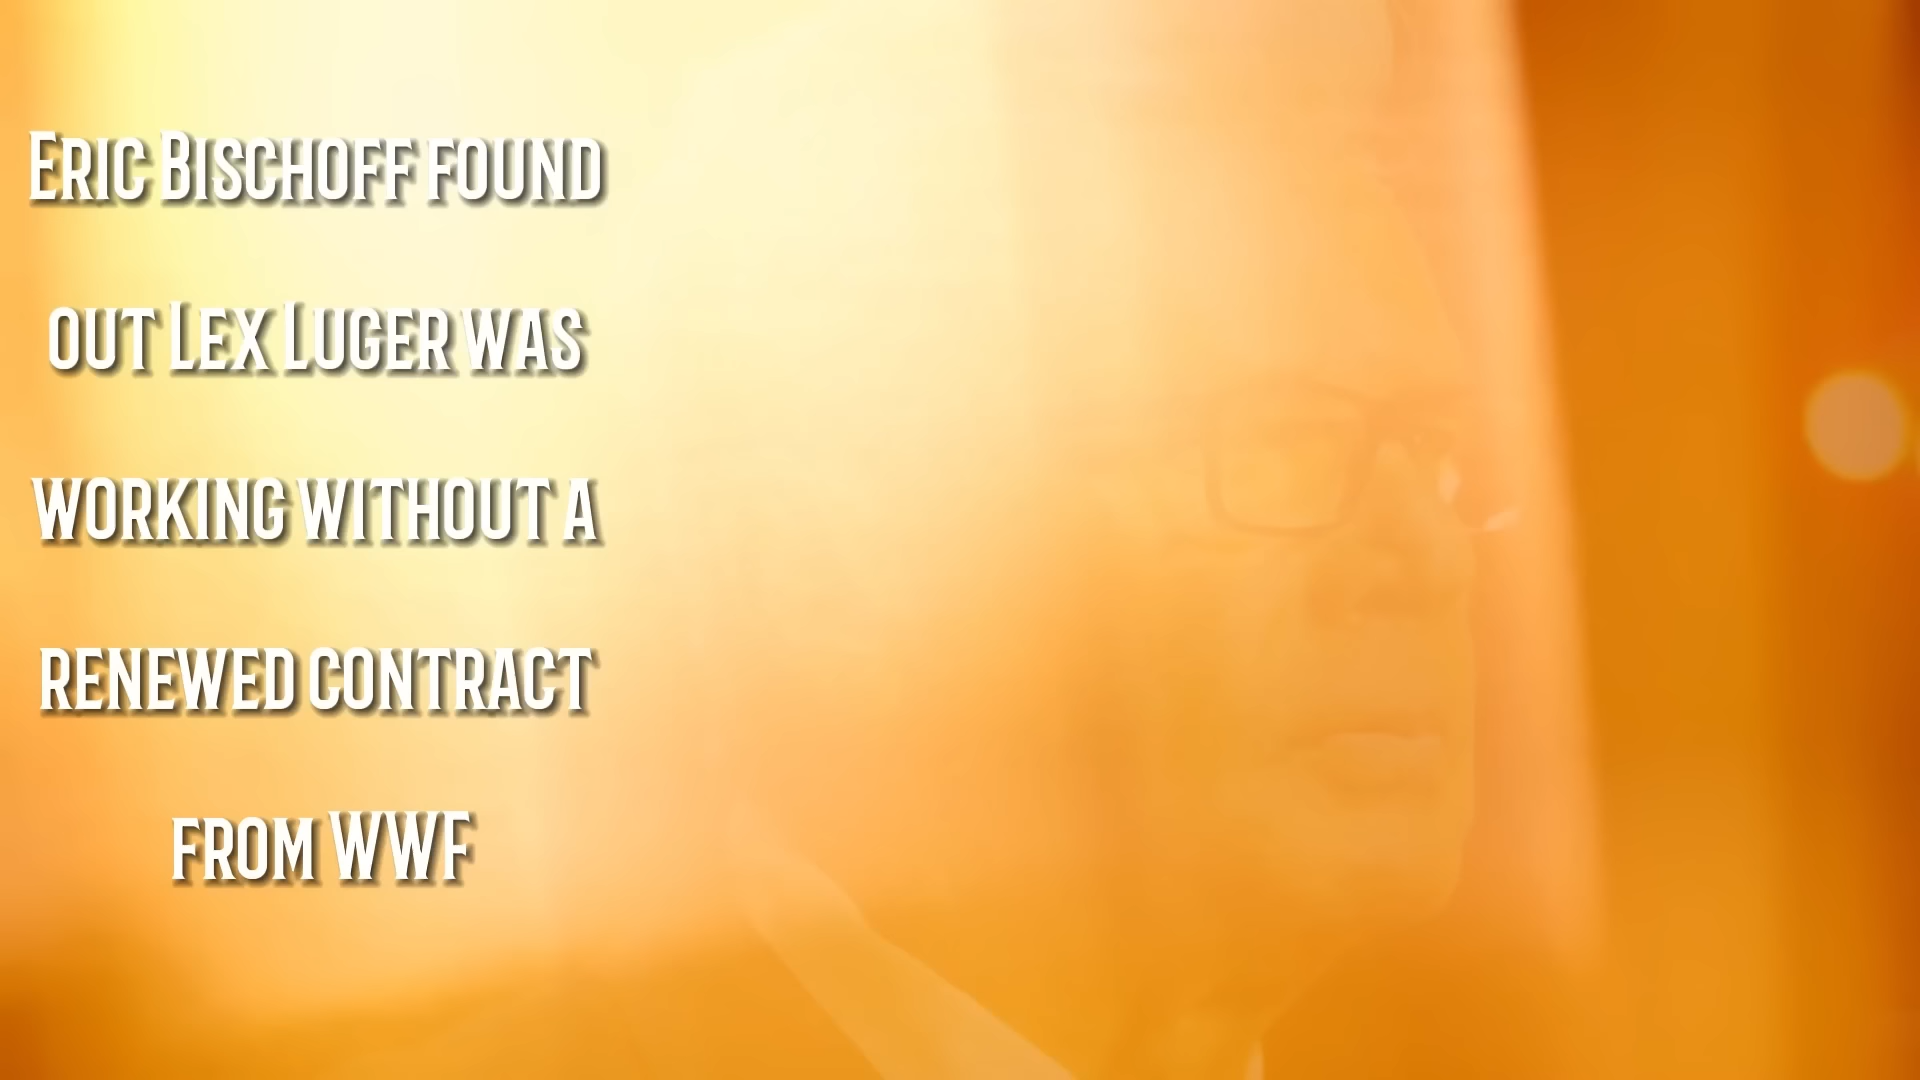 Eric Bischoff found
out Lex Luger was
working without a
renewed contract
from WWF